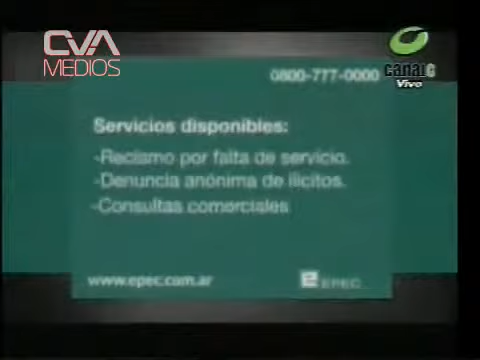 CVA
MEDIOS
0800-777-0000
CANAL C
Vivo
Servicios disponibles:
-Reclamo por falta de servicio.
-Denuncia anónima de ilícitos.
-Consultas comerciales
www.epec.com.ar
EPEC